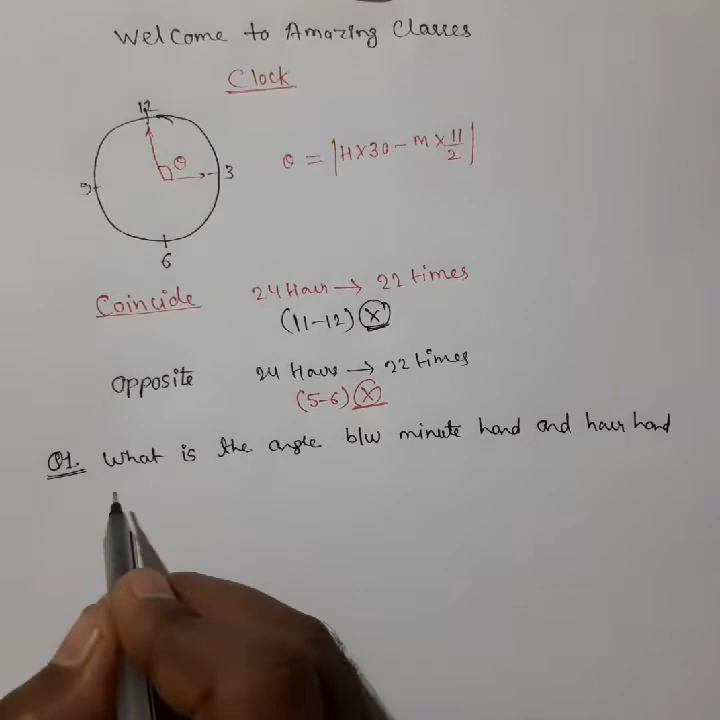 Welcome to Amazing Classes
Clock
12
θ
3
9
6
θ = |H×30 - M×11/2|
Coincide 24 Hour → 22 times
(11-12) (X)
Opposite 24 Hours → 22 times
(5-6) (X)
Q1. What is the angle b/w minute hand and hour hand